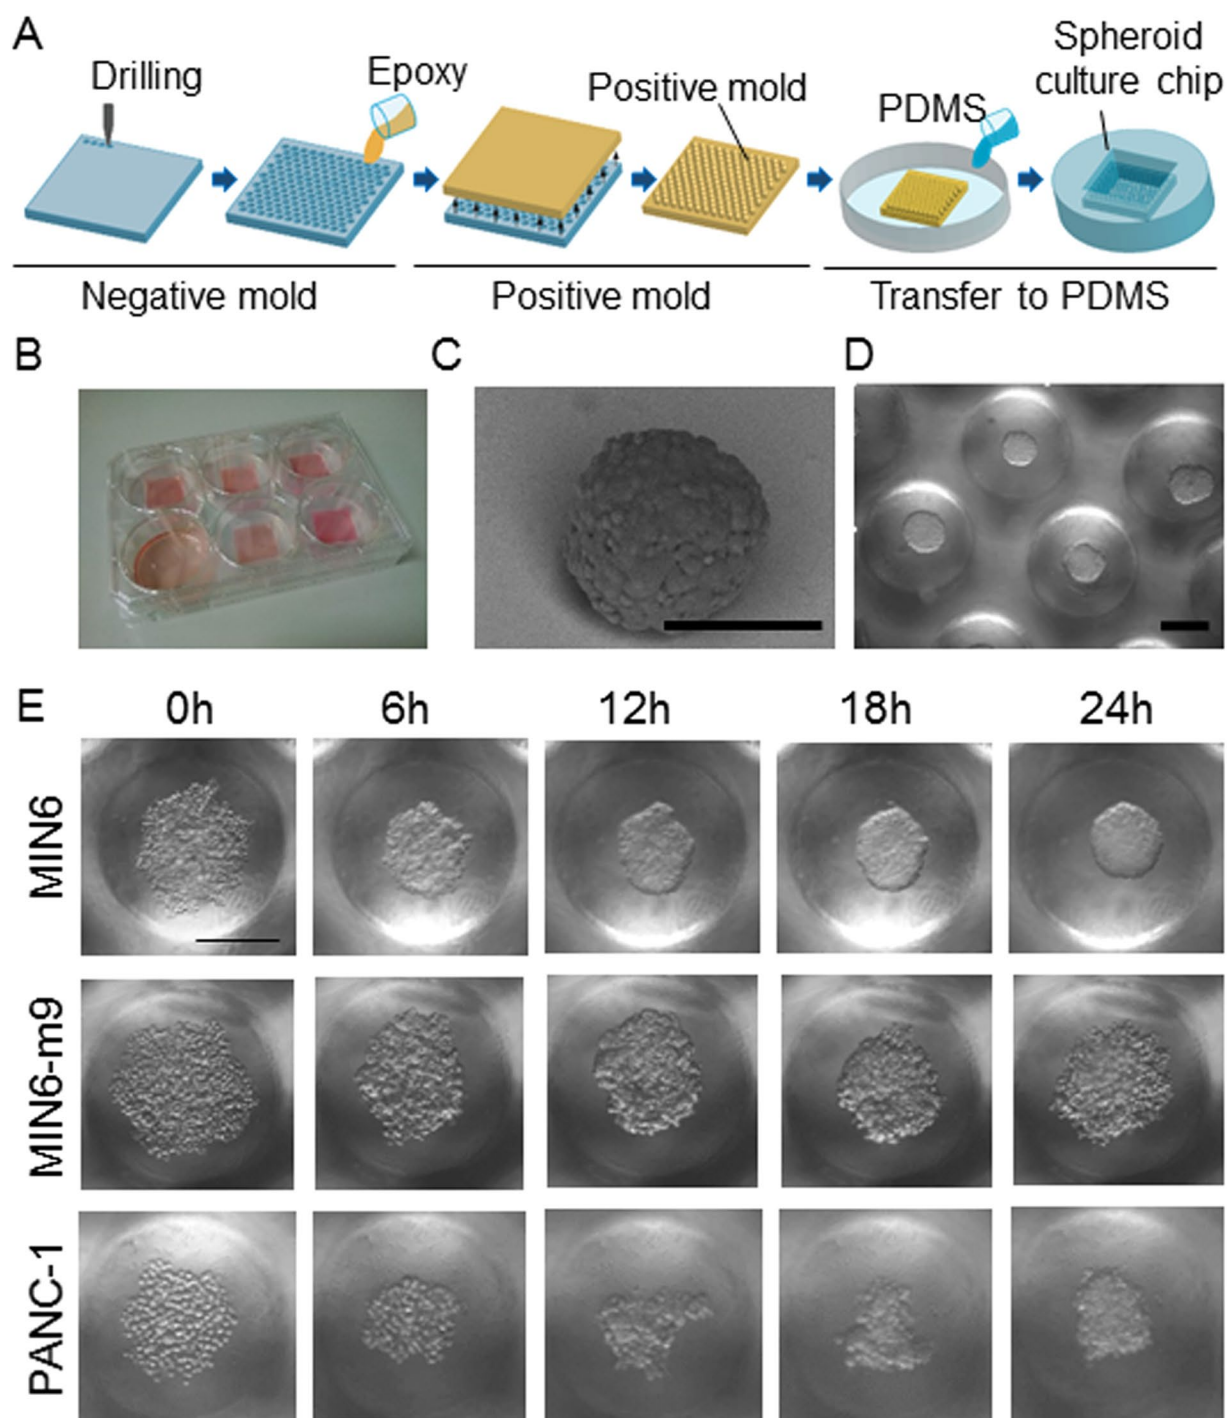 A
Drilling
Epoxy
Positive mold
PDMS
Spheroid
culture chip
Negative mold
Positive mold
Transfer to PDMS
B
C
D
E
0h
6h
12h
18h
24h
MIN6
MIN6-m9
PANC-1